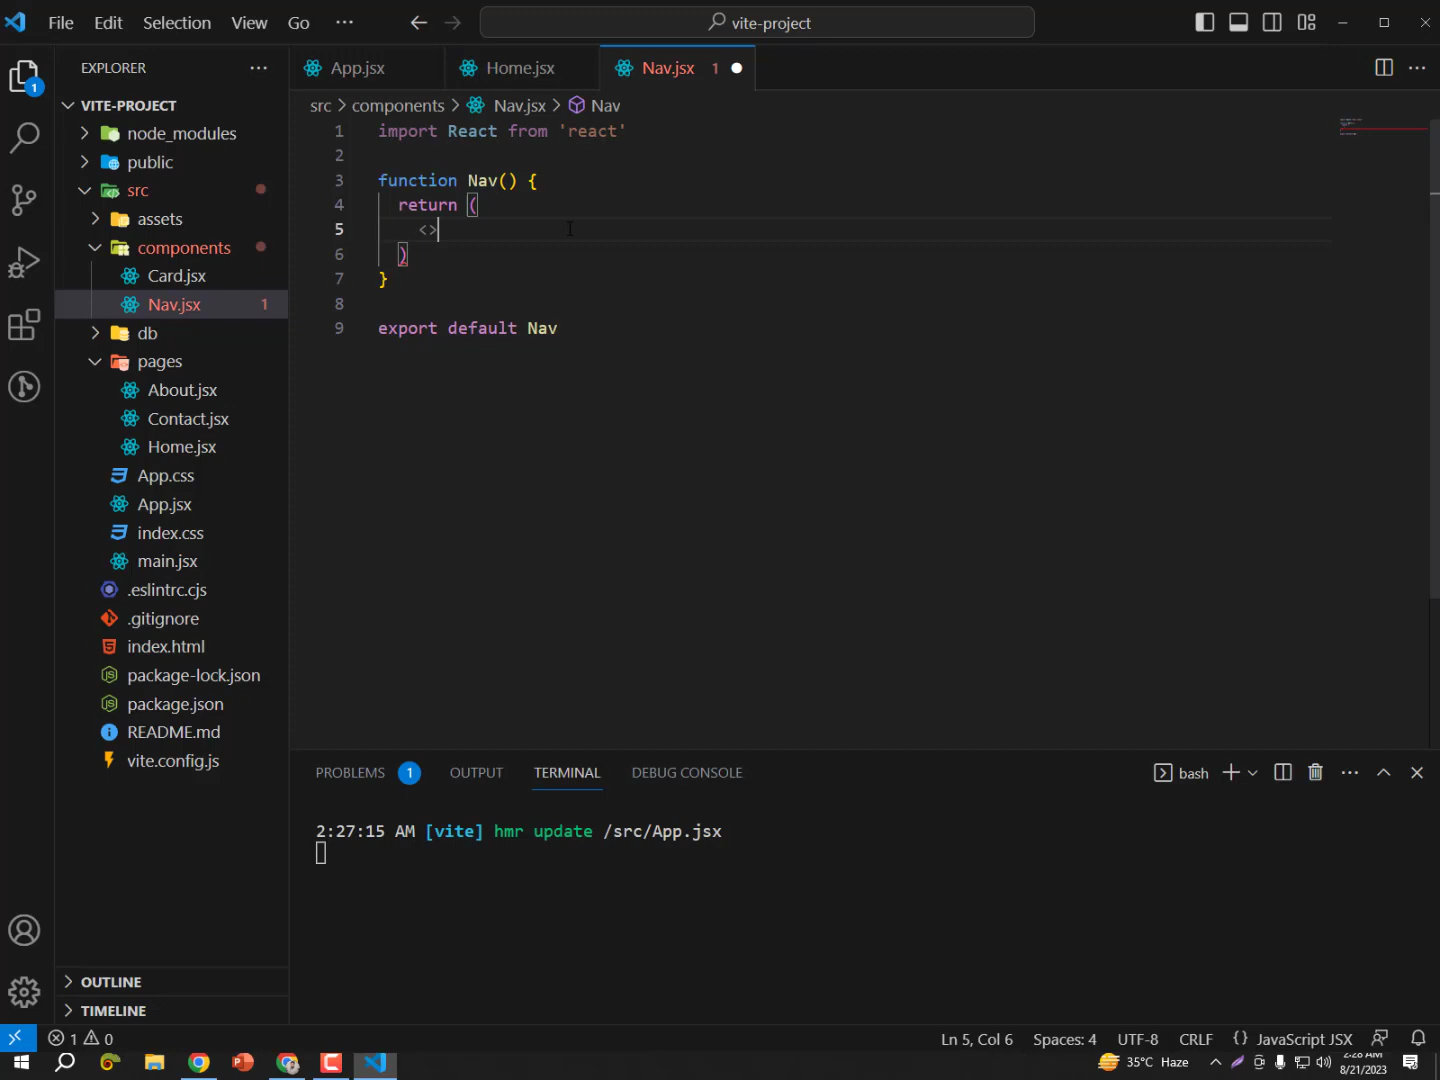 File Edit Selection View Go ··· vite-project
EXPLORER ···
App.jsx Home.jsx Nav.jsx 1
VITE-PROJECT
node_modules
public
src
assets
components
Card.jsx
Nav.jsx 1
db
pages
About.jsx
Contact.jsx
Home.jsx
App.css
App.jsx
index.css
main.jsx
.eslintrc.cjs
.gitignore
index.html
package-lock.json
package.json
README.md
vite.config.js
OUTLINE
TIMELINE
1
src > components > Nav.jsx > Nav
1 import React from 'react'
2
3 function Nav() {
4 return (
5 <>
6 )
7 }
8
9 export default Nav
PROBLEMS 1 OUTPUT TERMINAL DEBUG CONSOLE bash
2:27:15 AM [vite] hmr update /src/App.jsx
1 0 Ln 5, Col 6 Spaces: 4 UTF-8 CRLF {} JavaScript JSX
35°C Haze 2:28 AM
8/21/2023